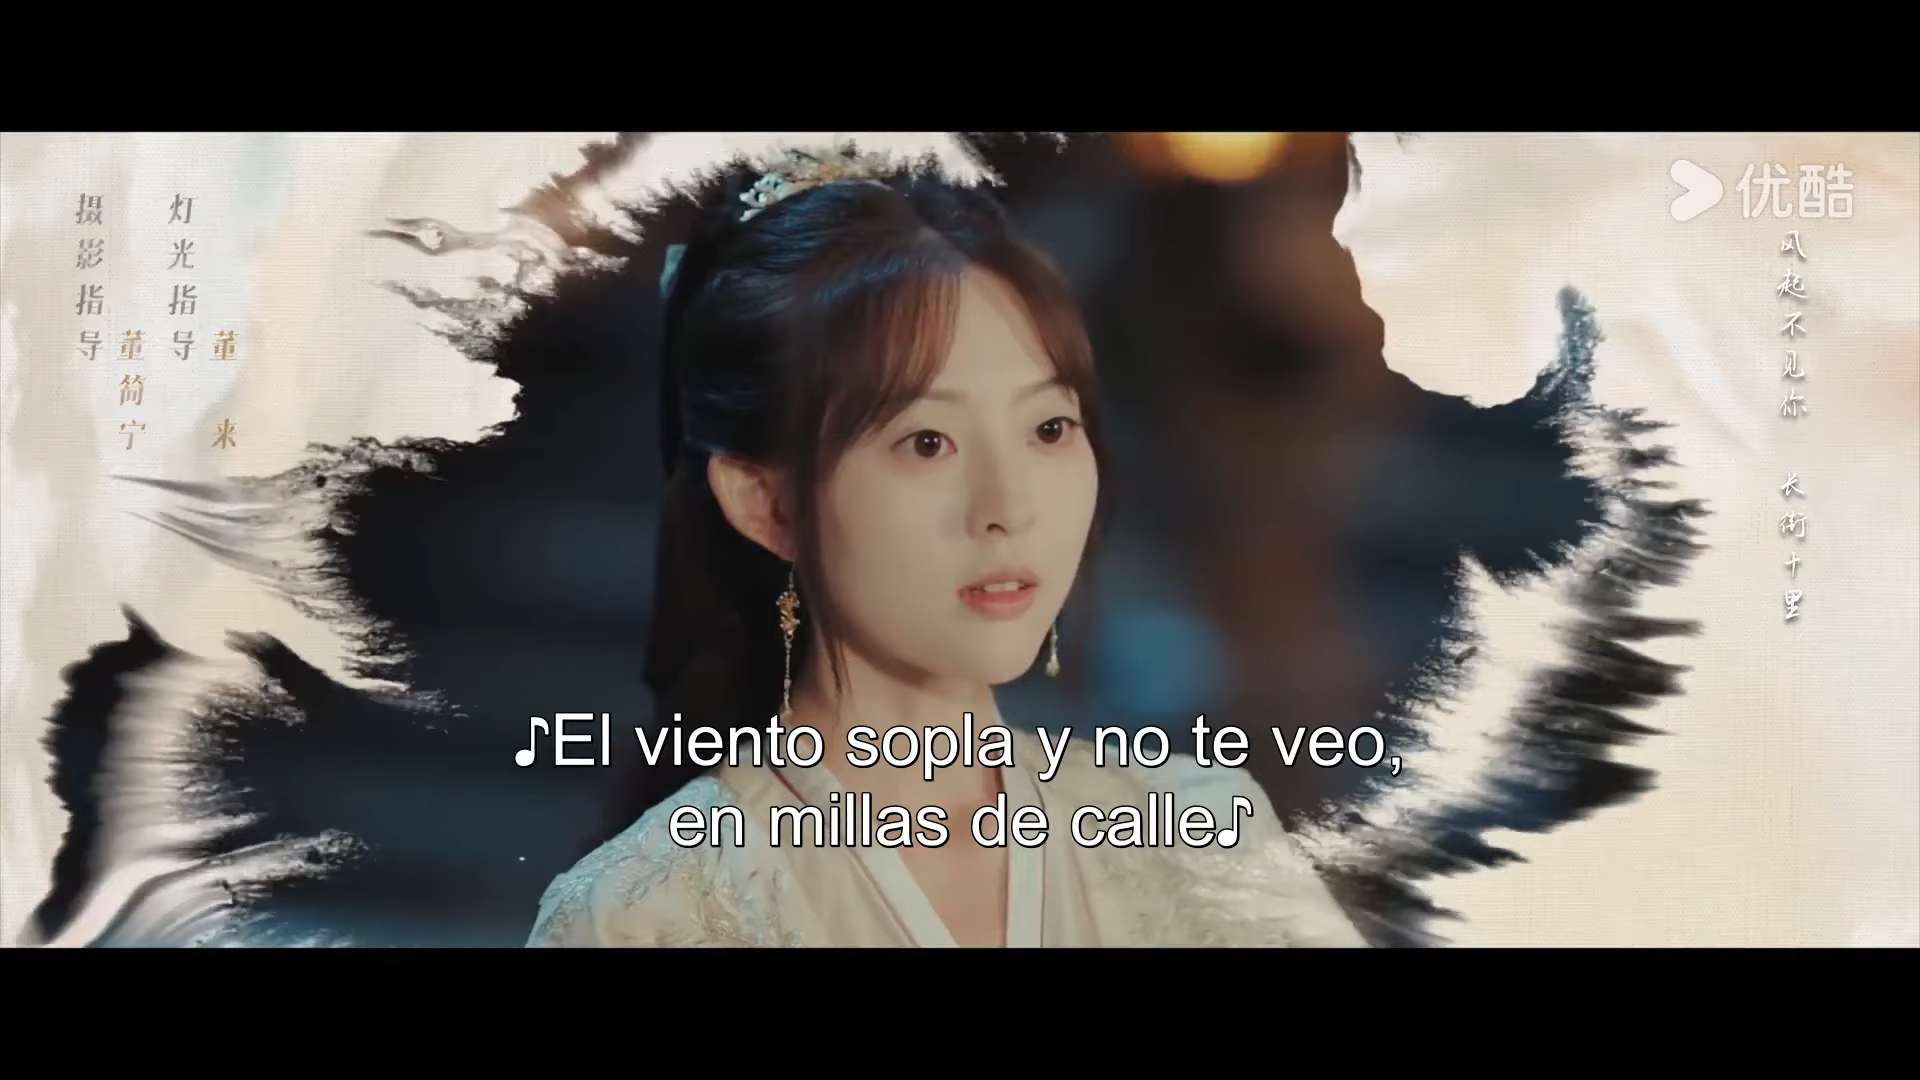 摄影指导
董简宁
灯光指导
董来
优酷
风起不见你 长街十里
♪El viento sopla y no te veo,
en millas de calle♪